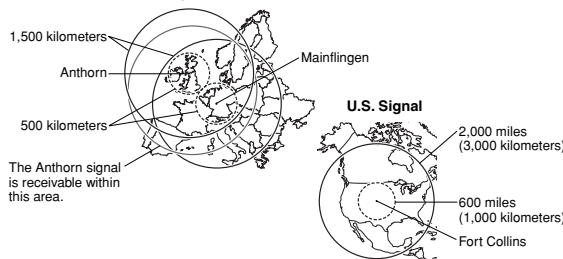 1,500 kilometers
Anthorn
Mainflingen
500 kilometers
The Anthorn signal
is receivable within
this area.
U.S. Signal
2,000 miles
(3,000 kilometers)
600 miles
(1,000 kilometers)
Fort Collins